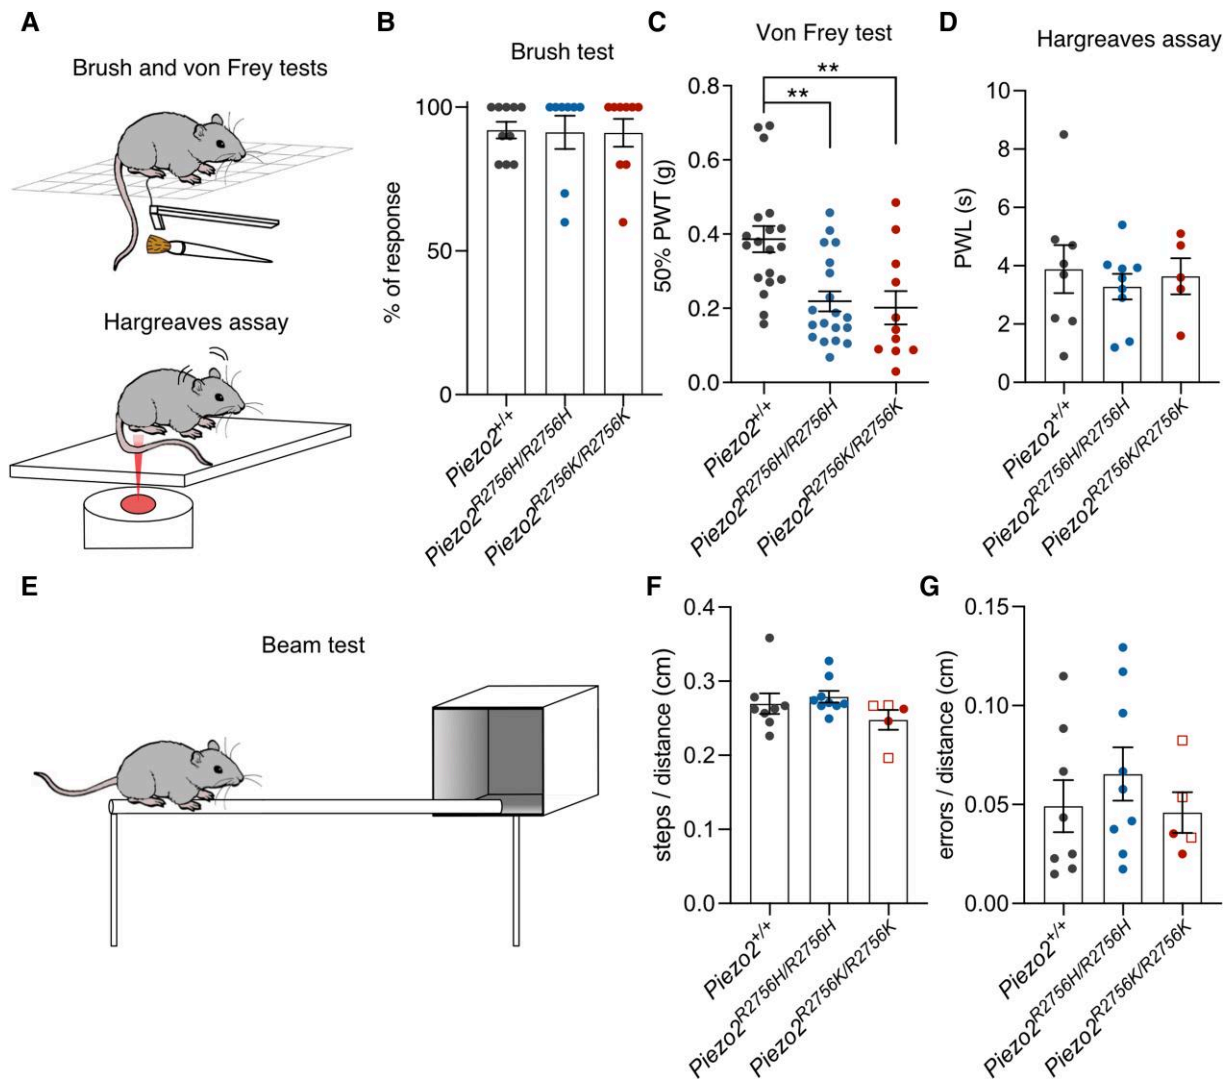 A
Brush and von Frey tests
Hargreaves assay
B
Brush test
% of response
100
50
0
Piezo2+/+
Piezo2R2756H/R2756H
Piezo2R2756K/R2756K
C
Von Frey test
**
**
50% PWT (g)
0.8
0.6
0.4
0.2
0.0
Piezo2+/+
Piezo2R2756H/R2756H
Piezo2R2756K/R2756K
D
Hargreaves assay
PWL (s)
10
8
6
4
2
0
Piezo2+/+
Piezo2R2756H/R2756H
Piezo2R2756K/R2756K
E
Beam test
F
steps / distance (cm)
0.4
0.3
0.2
0.1
0.0
Piezo2+/+
Piezo2R2756H/R2756H
Piezo2R2756K/R2756K
G
errors / distance (cm)
0.15
0.10
0.05
0.00
Piezo2+/+
Piezo2R2756H/R2756H
Piezo2R2756K/R2756K